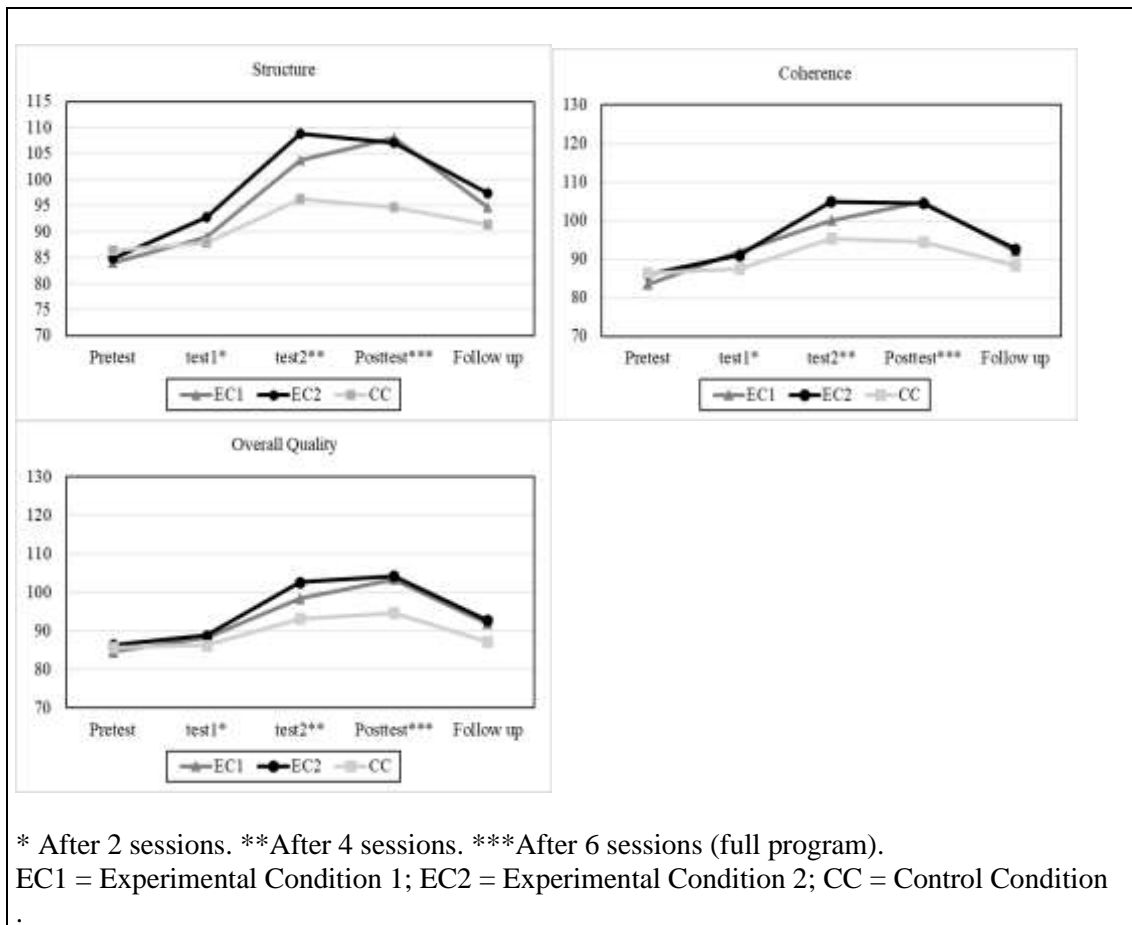 Structure
115
110
105
100
95
90
85
80
75
70
Pretest test1* test2** Posttest*** Follow up
EC1 EC2 CC
Coherence
130
120
110
100
90
80
70
Pretest test1* test2** Posttest*** Follow up
EC1 EC2 CC
Overall Quality
130
120
110
100
90
80
70
Pretest test1* test2** Posttest*** Follow up
EC1 EC2 CC
* After 2 sessions. **After 4 sessions. ***After 6 sessions (full program).
EC1 = Experimental Condition 1; EC2 = Experimental Condition 2; CC = Control Condition
.